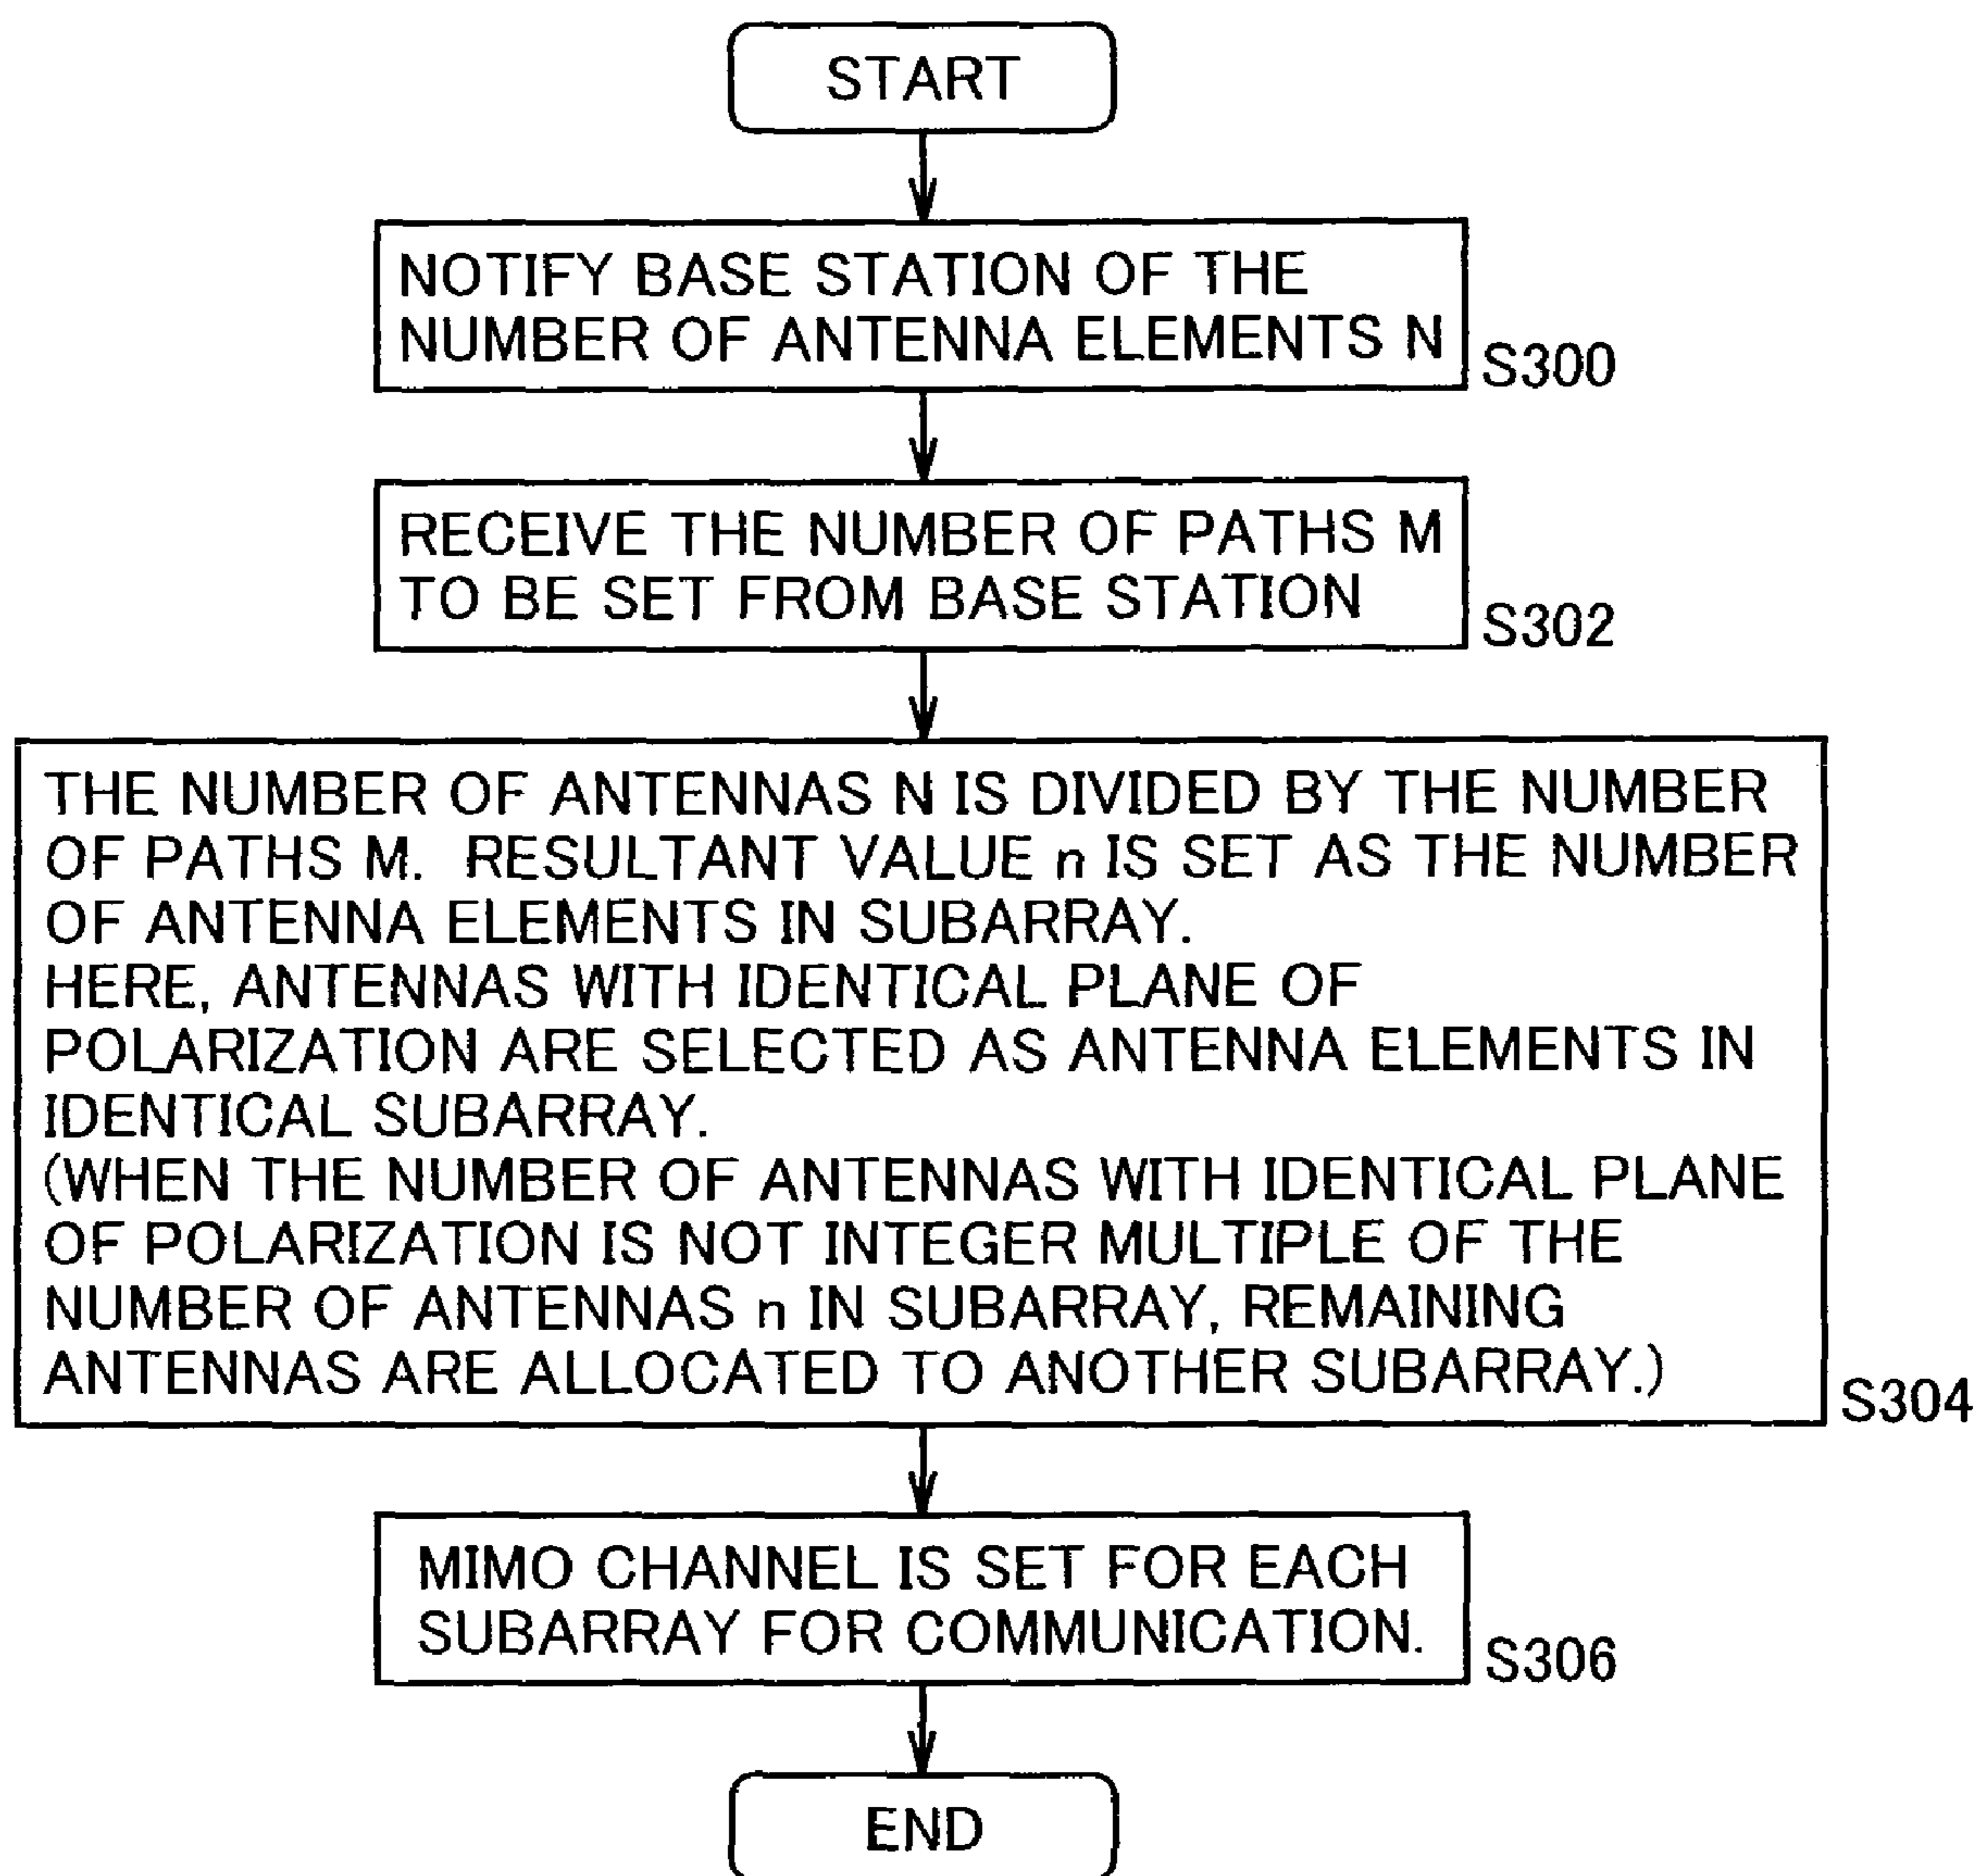 START
NOTIFY BASE STATION OF THE
NUMBER OF ANTENNA ELEMENTS N
S300
RECEIVE THE NUMBER OF PATHS M
TO BE SET FROM BASE STATION
S302
THE NUMBER OF ANTENNAS N IS DIVIDED BY THE NUMBER
OF PATHS M. RESULTANT VALUE n IS SET AS THE NUMBER
OF ANTENNA ELEMENTS IN SUBARRAY.
HERE, ANTENNAS WITH IDENTICAL PLANE OF
POLARIZATION ARE SELECTED AS ANTENNA ELEMENTS IN
IDENTICAL SUBARRAY.
(WHEN THE NUMBER OF ANTENNAS WITH IDENTICAL PLANE
OF POLARIZATION IS NOT INTEGER MULTIPLE OF THE
NUMBER OF ANTENNAS n IN SUBARRAY, REMAINING
ANTENNAS ARE ALLOCATED TO ANOTHER SUBARRAY.)
S304
MIMO CHANNEL IS SET FOR EACH
SUBARRAY FOR COMMUNICATION.
S306
END